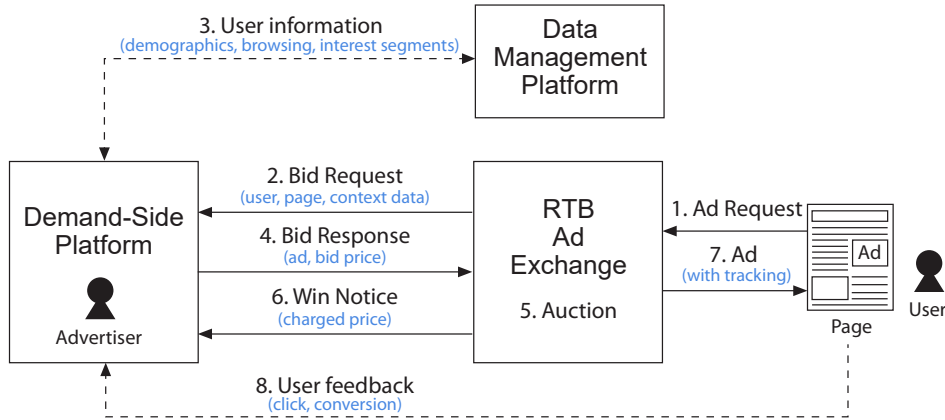 3. User information
(demographics, browsing, interest segments)
Data
Management
Platform
Demand-Side
Platform
Advertiser
2. Bid Request
(user, page, context data)
4. Bid Response
(ad, bid price)
6. Win Notice
(charged price)
RTB
Ad
Exchange
5. Auction
1. Ad Request
7. Ad
(with tracking)
Ad
Page
User
8. User feedback
(click, conversion)